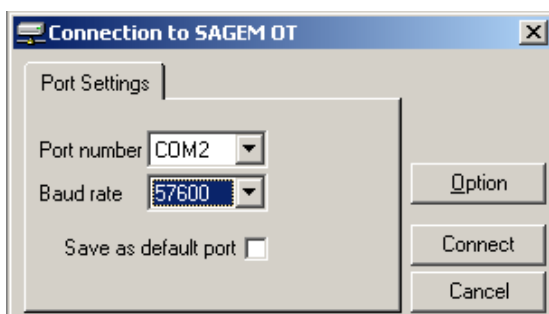 Connection to SAGEM OT
Port Settings
Port number COM2
Baud rate 57600
Save as default port
Option
Connect
Cancel